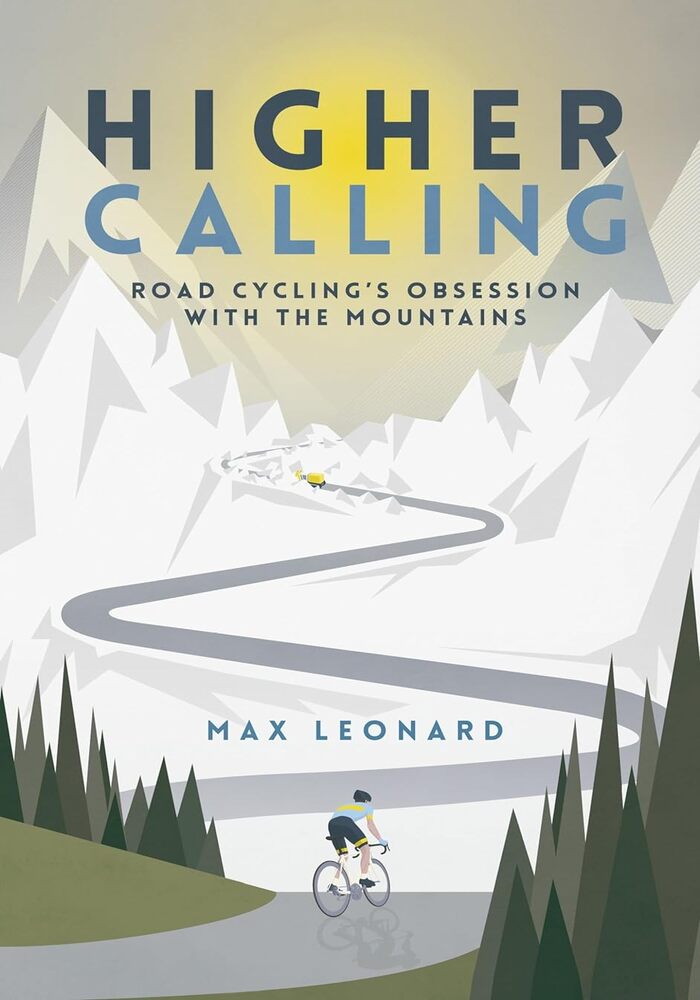 HIGHER
CALLING
ROAD CYCLING'S OBSESSION
WITH THE MOUNTAINS
MAX LEONARD